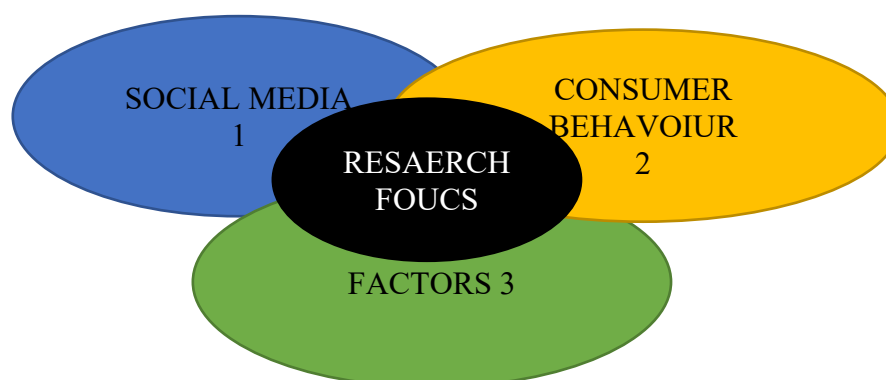 SOCIAL MEDIA
1
CONSUMER
BEHAVOIUR
2
RESAERCH
FOUCS
FACTORS 3